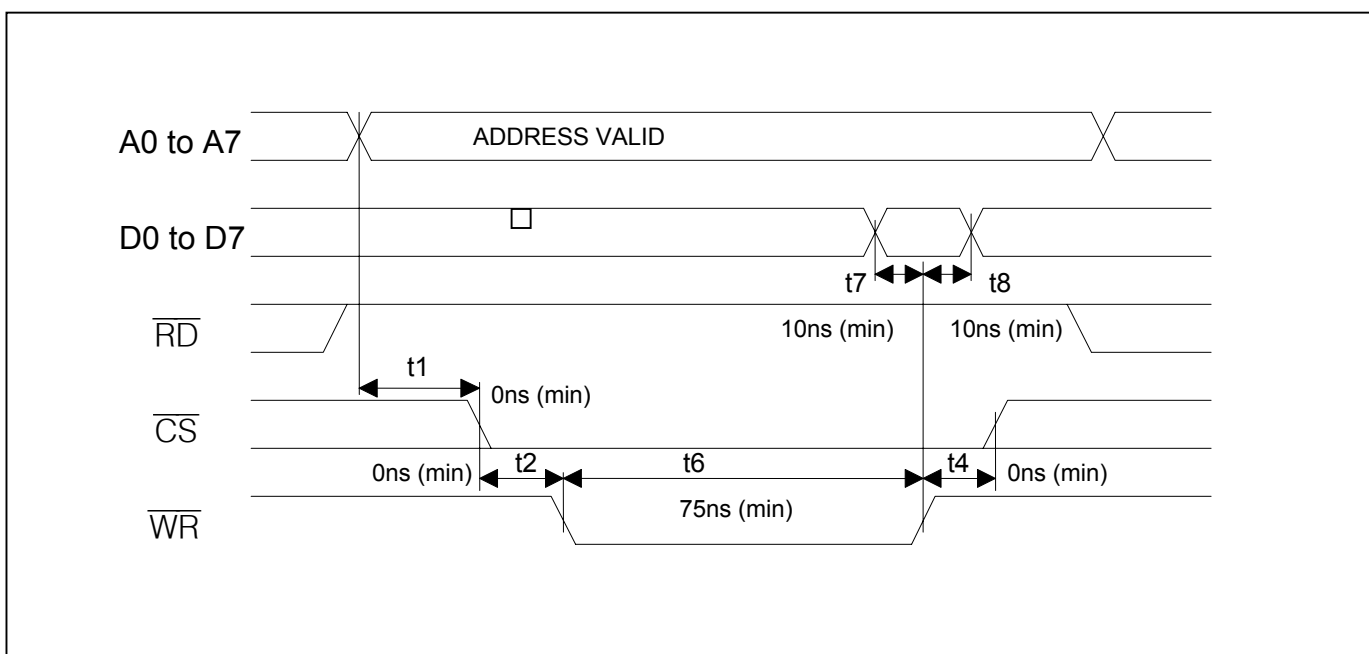 A0 to A7
ADDRESS VALID
D0 to D7
t7
t8
RD
10ns (min)
10ns (min)
t1
0ns (min)
CS
0ns (min)
t2
t6
t4
0ns (min)
WR
75ns (min)